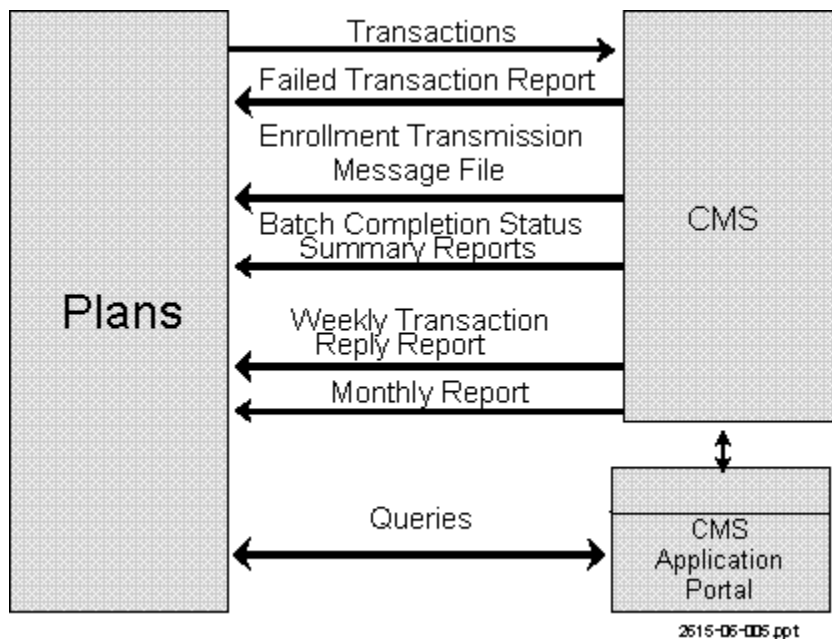 Transactions
Failed Transaction Report
Enrollment Transmission
Message File
Batch Completion Status
Summary Reports
Weekly Transaction
Reply Report
Monthly Report
Queries
Plans
CMS
CMS
Application
Portal
2615-06-005.ppt